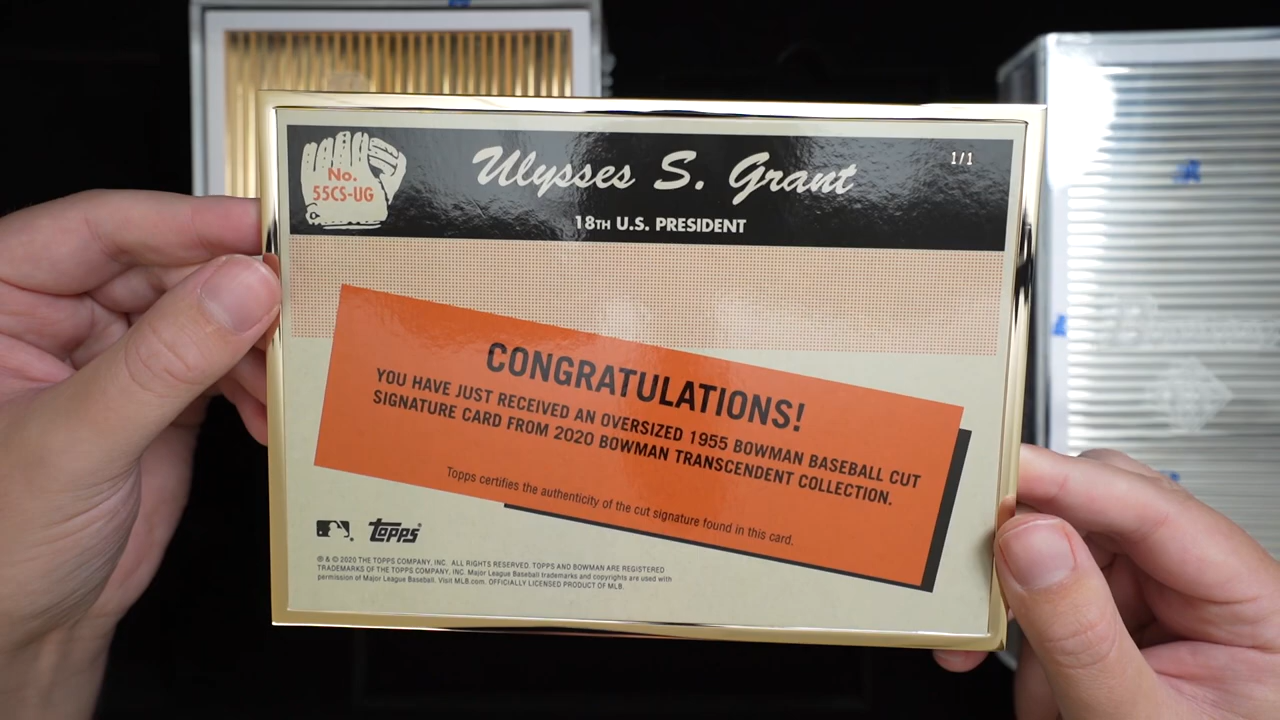 No.
55CS-UG
Ulysses S. Grant
1/1
18TH U.S. PRESIDENT
CONGRATULATIONS!
YOU HAVE JUST RECEIVED AN OVERSIZED 1955 BOWMAN BASEBALL CUT
SIGNATURE CARD FROM 2020 BOWMAN TRANSCENDENT COLLECTION.
Topps certifies the authenticity of the cut signature found in this card.
topps®
® & © 2020 THE TOPPS COMPANY, INC. ALL RIGHTS RESERVED. TOPPS AND BOWMAN ARE REGISTERED
TRADEMARKS OF THE TOPPS COMPANY, INC. Major League Baseball trademarks and copyrights are used with
permission of Major League Baseball. Visit MLB.com. OFFICIALLY LICENSED PRODUCT OF MLB.